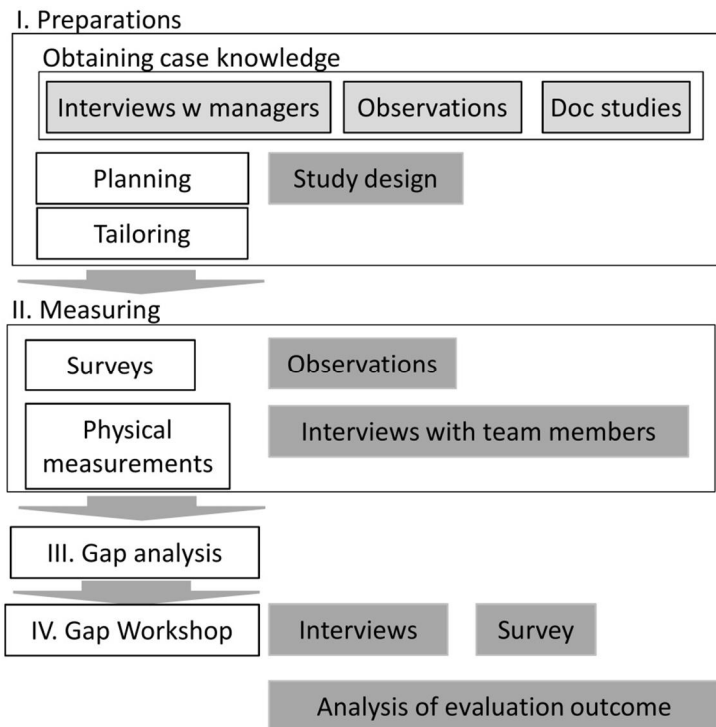 I. Preparations
Obtaining case knowledge
Interviews w managers
Observations
Doc studies
Planning
Study design
Tailoring
II. Measuring
Surveys
Observations
Physical
measurements
Interviews with team members
III. Gap analysis
IV. Gap Workshop
Interviews
Survey
Analysis of evaluation outcome